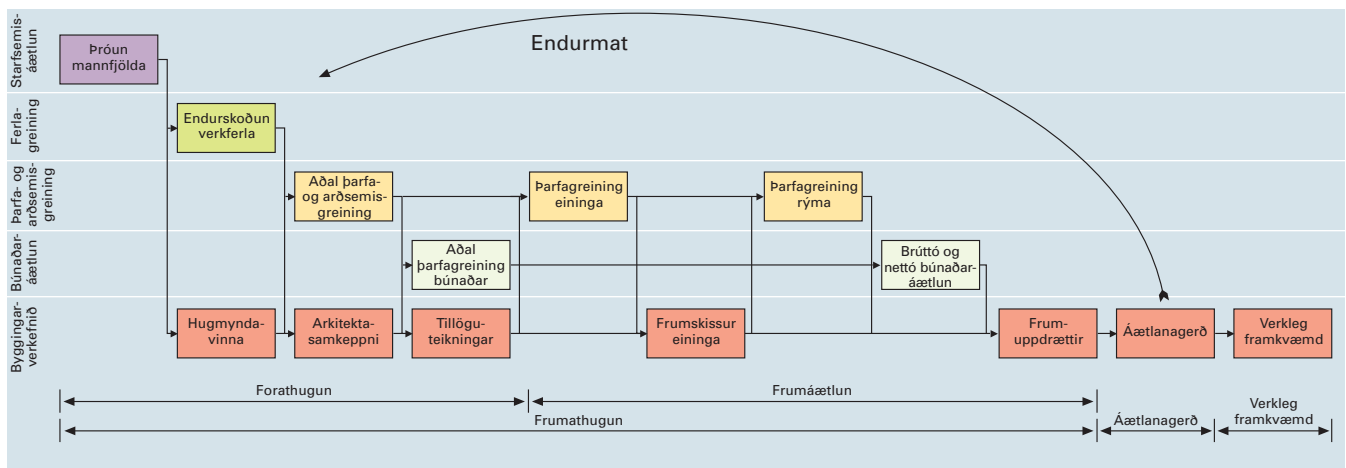 Starfsemis-
áætlun
Þróun
mannfjölda
Endurmat
Ferla-
greining
Endurskoðun
verkferla
Þarfa- og
arðsemis-
greining
Aðal þarfa-
og arðsemis-
greining
Þarfagreining
eininga
Þarfagreining
rýma
Búnaðar-
áætlun
Aðal
þarfagreining
búnaðar
Brúttó og
nettó búnaðar-
áætlun
Byggingar-
verkefnið
Hugmynda-
vinna
Arkitekta-
samkeppni
Tillögu-
teikningar
Frumskissur
eininga
Frum-
uppdrættir
Áætlanagerð
Verkleg
framkvæmd
Forathugun
Frumáætlun
Frumathugun
Áætlanagerð
Verkleg
framkvæmd